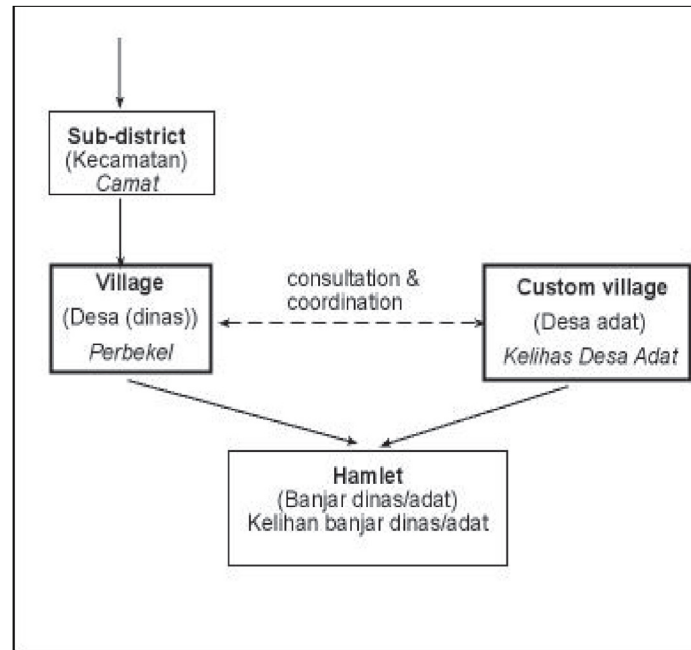 Sub-district
(Kecamatan)
Camat
Village
(Desa (dinas))
Perbekel
consultation &
coordination
Custom village
(Desa adat)
Kelihas Desa Adat
Hamlet
(Banjar dinas/adat)
Kelihan banjar dinas/adat